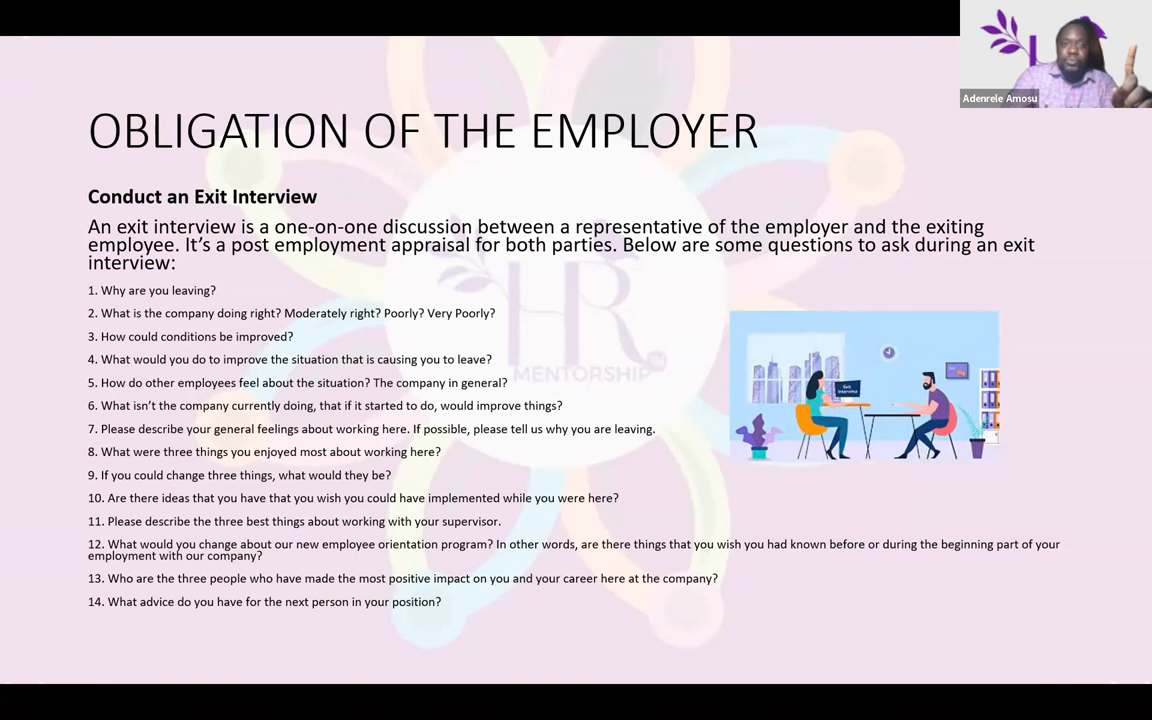 Adenrele Amosu
OBLIGATION OF THE EMPLOYER
Conduct an Exit Interview
An exit interview is a one-on-one discussion between a representative of the employer and the exiting
employee. It’s a post employment appraisal for both parties. Below are some questions to ask during an exit
interview:
1. Why are you leaving?
2. What is the company doing right? Moderately right? Poorly? Very Poorly?
3. How could conditions be improved?
4. What would you do to improve the situation that is causing you to leave?
5. How do other employees feel about the situation? The company in general?
6. What isn’t the company currently doing, that if it started to do, would improve things?
7. Please describe your general feelings about working here. If possible, please tell us why you are leaving.
8. What were three things you enjoyed most about working here?
9. If you could change three things, what would they be?
10. Are there ideas that you have that you wish you could have implemented while you were here?
11. Please describe the three best things about working with your supervisor.
12. What would you change about our new employee orientation program? In other words, are there things that you wish you had known before or during the beginning part of your
employment with our company?
13. Who are the three people who have made the most positive impact on you and your career here at the company?
14. What advice do you have for the next person in your position?
HR
MENTORSHIP
Exit
Interview